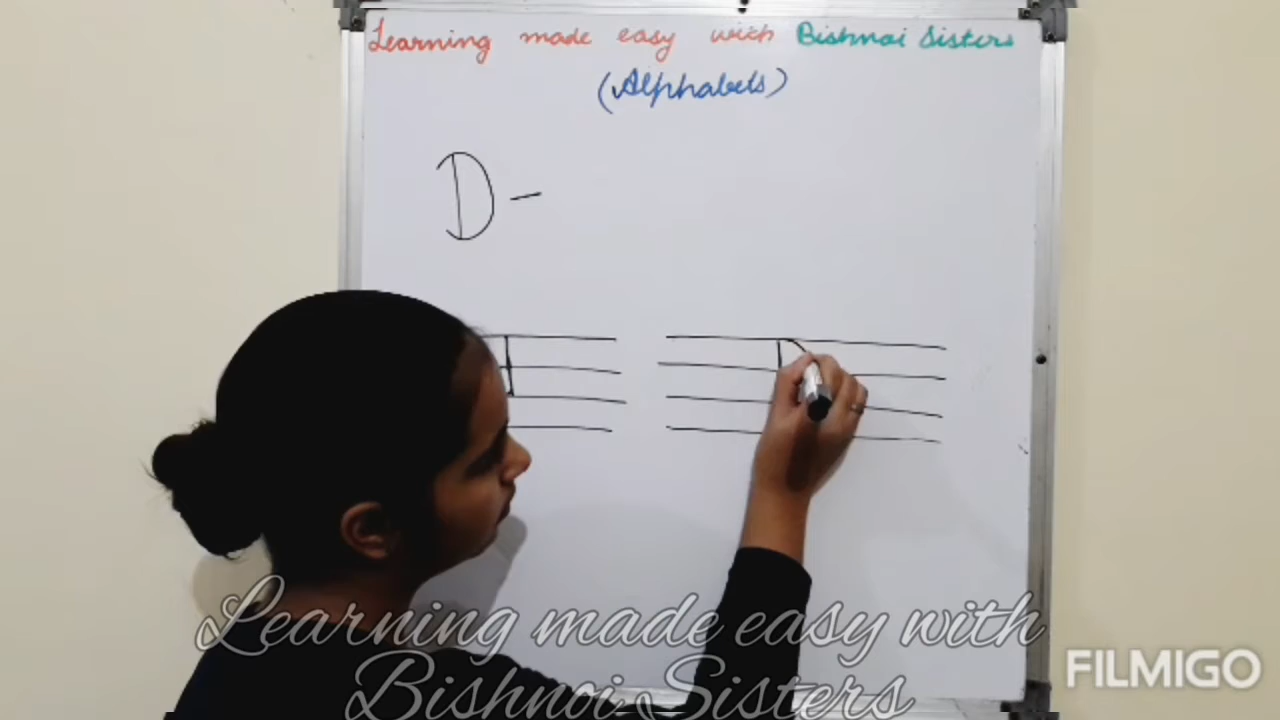 Learning made easy with Bishnoi Sisters
(Alphabets)
D -
Learning made easy with
Bishnoi Sisters
FILMIGO